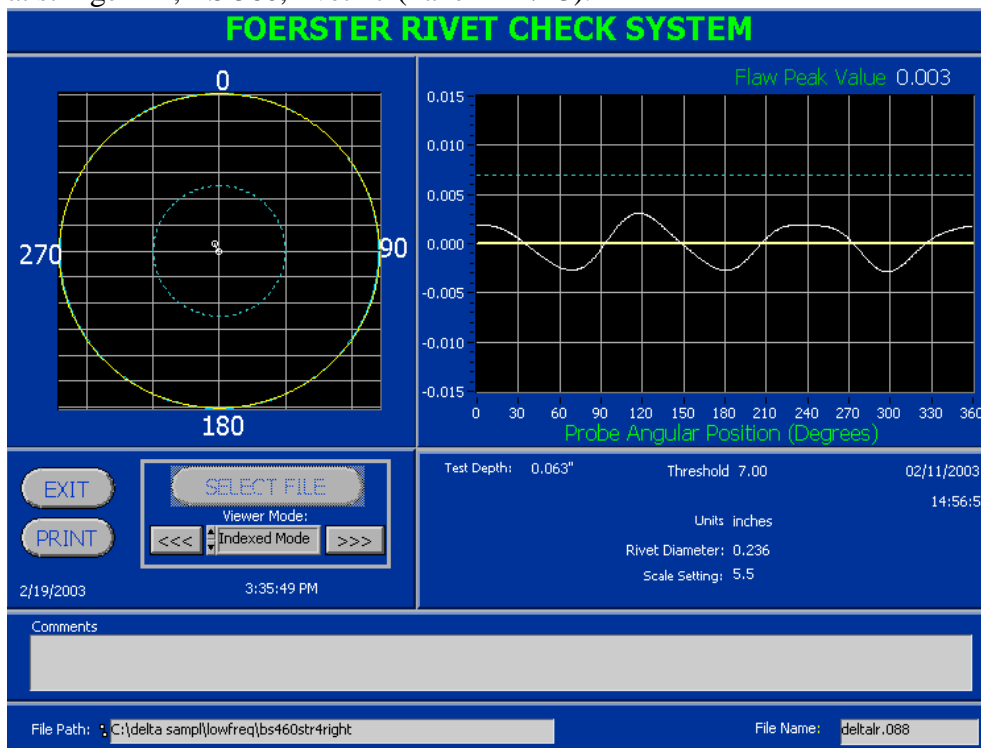 FOERSTER RIVET CHECK SYSTEM
0
270
90
180
Flaw Peak Value 0.003
0.015
0.010
0.005
0.000
-0.005
-0.010
-0.015
0 30 60 90 120 150 180 210 240 270 300 330 360
Probe Angular Position (Degrees)
EXIT
PRINT
SELECT FILE
Viewer Mode:
<<< Indexed Mode >>>
2/19/2003 3:35:49 PM
Test Depth: 0.063" Threshold 7.00 02/11/2003
14:56:5
Units inches
Rivet Diameter: 0.236
Scale Setting: 5.5
Comments
File Path: C:\delta sampl\lowfreq\bs460str4right
File Name: deltalr.088